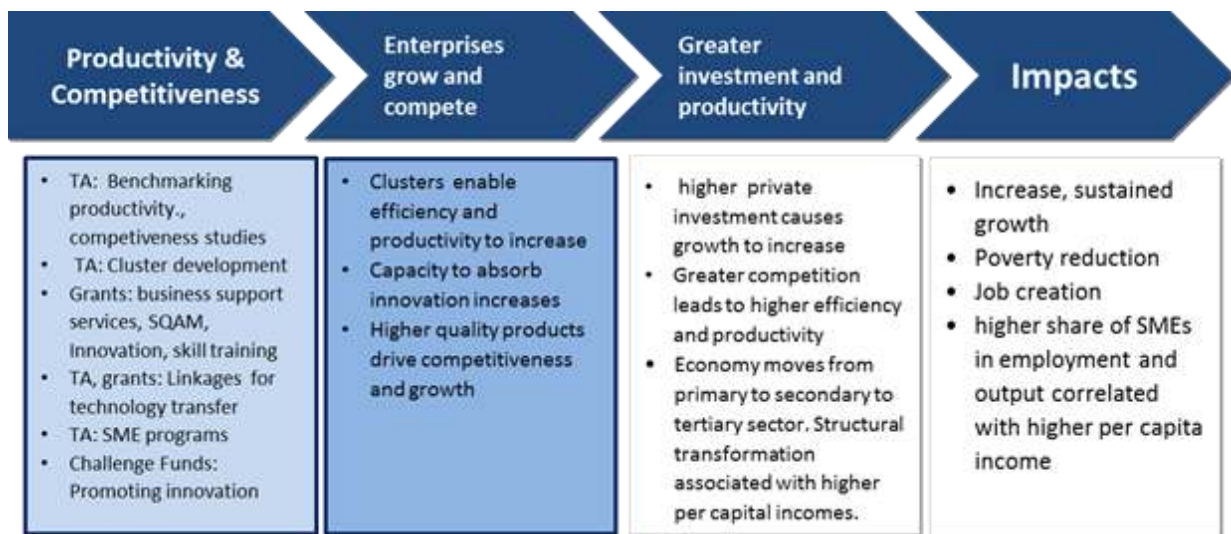 Productivity &
Competitiveness
Enterprises
grow and
compete
Greater
investment and
productivity
Impacts
• TA: Benchmarking
productivity.,
competiveness studies
• TA: Cluster development
• Grants: business support
services, SQAM,
Innovation, skill training
• TA, grants: Linkages for
technology transfer
• TA: SME programs
• Challenge Funds:
Promoting innovation
• Clusters enable
efficiency and
productivity to increase
• Capacity to absorb
innovation increases
• Higher quality products
drive competitiveness
and growth
• higher private
investment causes
growth to increase
• Greater competition
leads to higher efficiency
and productivity
• Economy moves from
primary to secondary to
tertiary sector. Structural
transformation
associated with higher
per capital incomes.
• Increase, sustained
growth
• Poverty reduction
• Job creation
• higher share of SMEs
in employment and
output correlated
with higher per capita
income